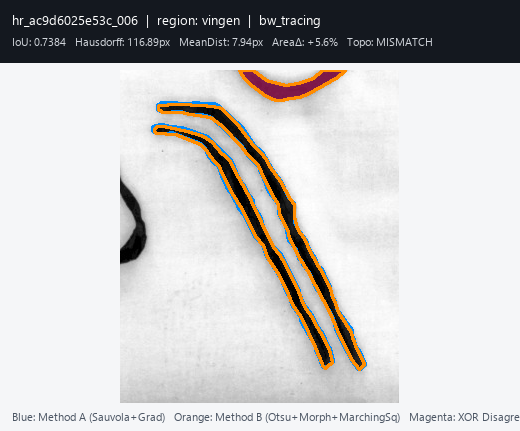 hr_ac9d6025e53c_006 | region: vingen | bw_tracing
IoU: 0.7384 Hausdorff: 116.89px MeanDist: 7.94px AreaΔ: +5.6% Topo: MISMATCH
Blue: Method A (Sauvola+Grad) Orange: Method B (Otsu+Morph+MarchingSq) Magenta: XOR Disagre